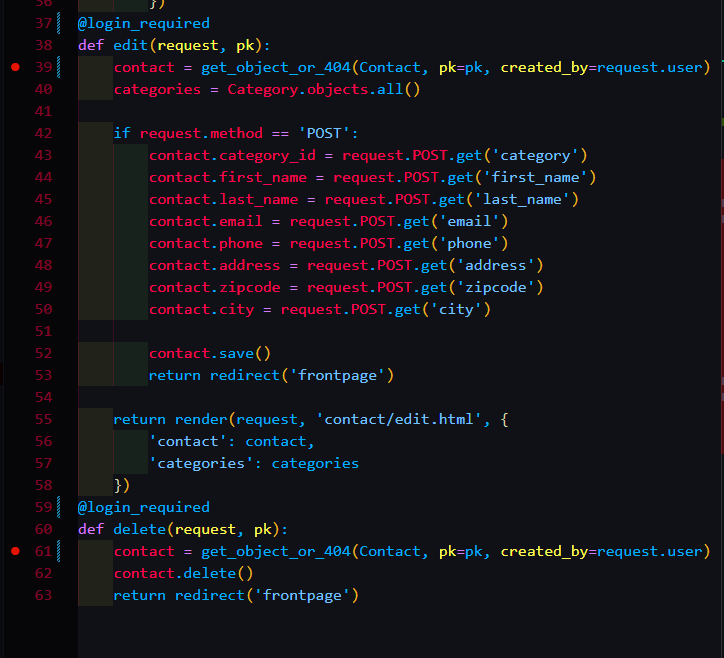 36 })
37 @login_required
38 def edit(request, pk):
39 contact = get_object_or_404(Contact, pk=pk, created_by=request.user)
40 categories = Category.objects.all()
41
42 if request.method == 'POST':
43 contact.category_id = request.POST.get('category')
44 contact.first_name = request.POST.get('first_name')
45 contact.last_name = request.POST.get('last_name')
46 contact.email = request.POST.get('email')
47 contact.phone = request.POST.get('phone')
48 contact.address = request.POST.get('address')
49 contact.zipcode = request.POST.get('zipcode')
50 contact.city = request.POST.get('city')
51
52 contact.save()
53 return redirect('frontpage')
54
55 return render(request, 'contact/edit.html', {
56 'contact': contact,
57 'categories': categories
58 })
59 @login_required
60 def delete(request, pk):
61 contact = get_object_or_404(Contact, pk=pk, created_by=request.user)
62 contact.delete()
63 return redirect('frontpage')